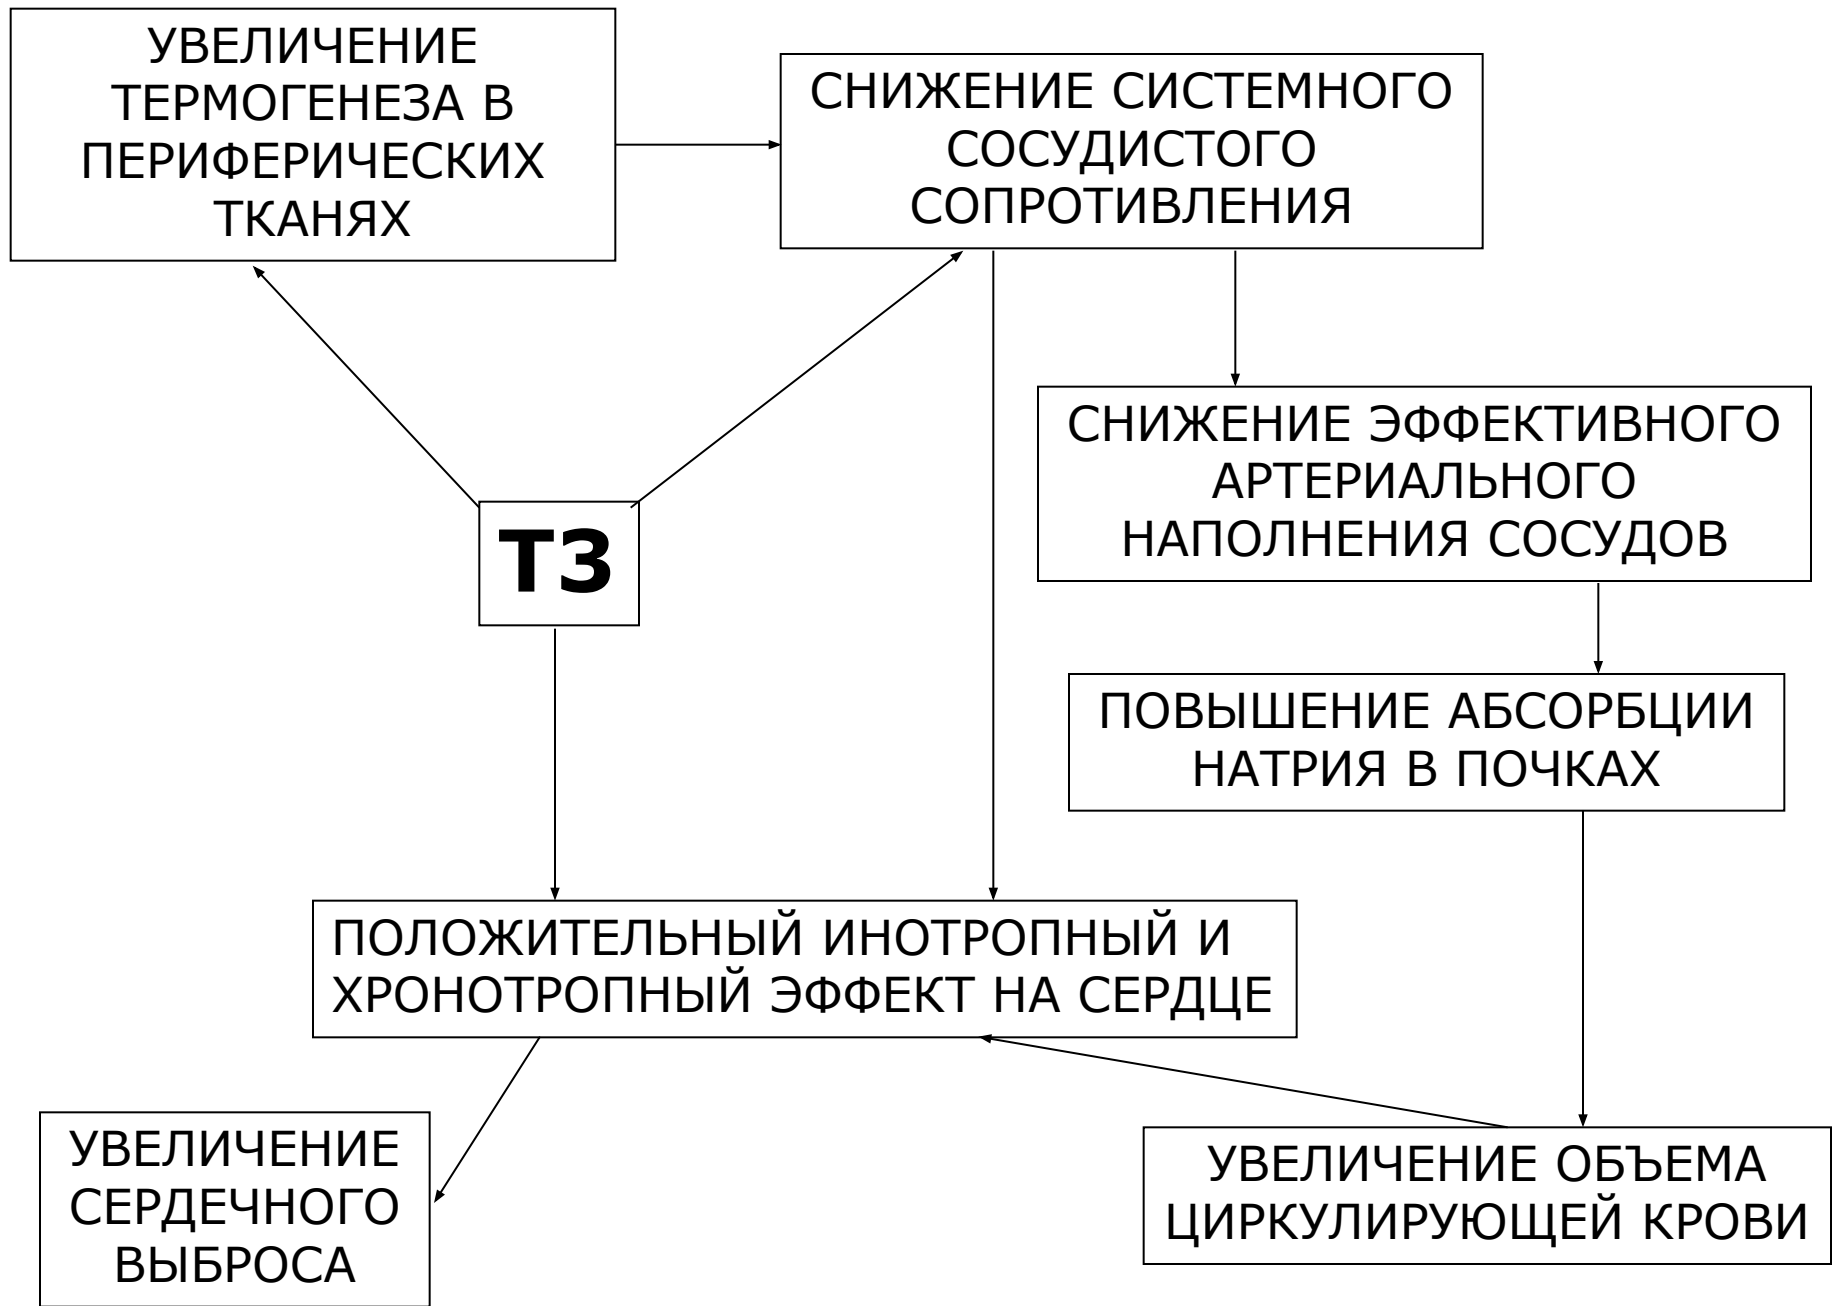 УВЕЛИЧЕНИЕ
ТЕРМОГЕНЕЗА В
ПЕРИФЕРИЧЕСКИХ
ТКАНЯХ
СНИЖЕНИЕ СИСТЕМНОГО
СОСУДИСТОГО
СОПРОТИВЛЕНИЯ
СНИЖЕНИЕ ЭФФЕКТИВНОГО
АРТЕРИАЛЬНОГО
НАПОЛНЕНИЯ СОСУДОВ
Т3
ПОВЫШЕНИЕ АБСОРБЦИИ
НАТРИЯ В ПОЧКАХ
ПОЛОЖИТЕЛЬНЫЙ ИНОТРОПНЫЙ И
ХРОНОТРОПНЫЙ ЭФФЕКТ НА СЕРДЦЕ
УВЕЛИЧЕНИЕ
СЕРДЕЧНОГО
ВЫБРОСА
УВЕЛИЧЕНИЕ ОБЪЕМА
ЦИРКУЛИРУЮЩЕЙ КРОВИ